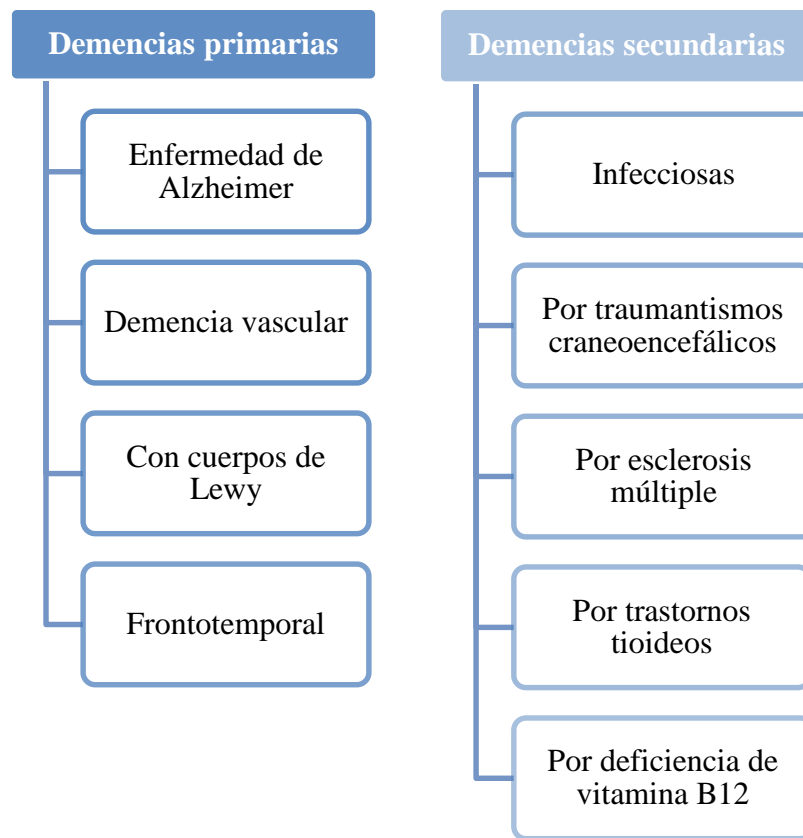 Demencias primarias
Enfermedad de
Alzheimer
Demencia vascular
Con cuerpos de
Lewy
Frontotemporal
Demencias secundarias
Infecciosas
Por traumantismos
craneoencefálicos
Por esclerosis
múltiple
Por trastornos
tioideos
Por deficiencia de
vitamina B12